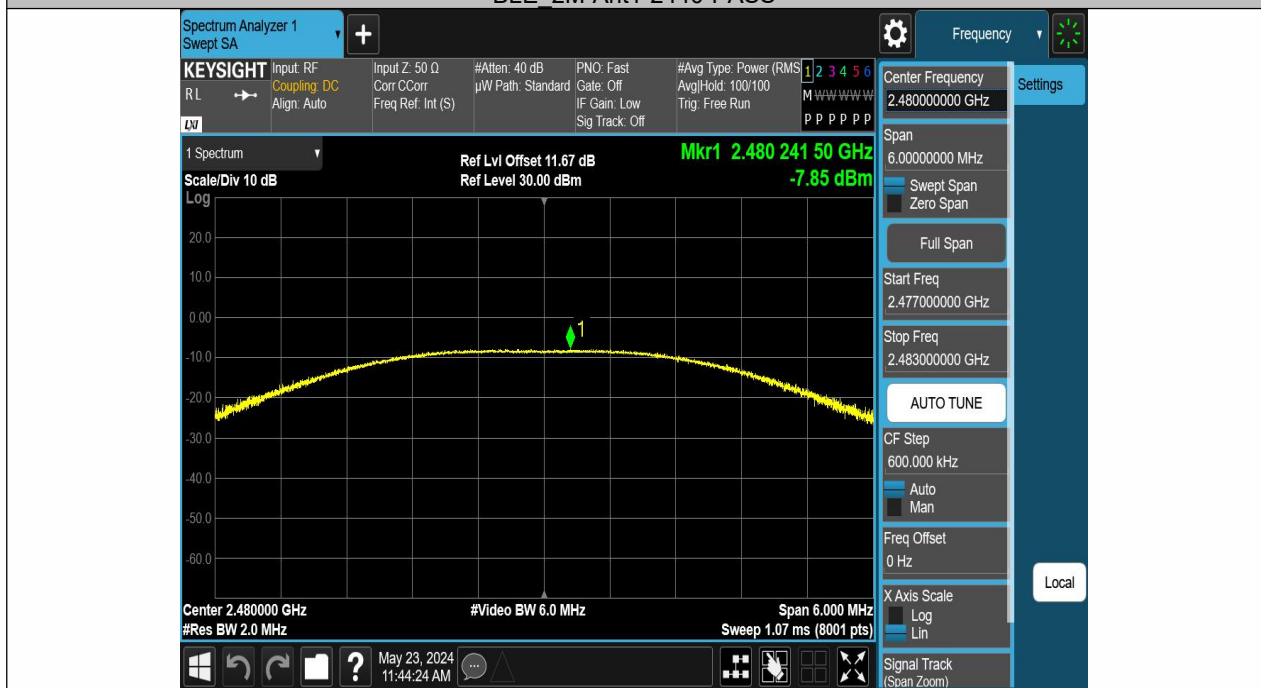 Spectrum Analyzer 1
Swept SA
+
Frequency
KEYSIGHT
RL
LXI
Input: RF
Coupling: DC
Align: Auto
Input Z: 50 Ω
Corr CCorr
Freq Ref: Int (S)
#Atten: 40 dB
µW Path: Standard
PNO: Fast
Gate: Off
IF Gain: Low
Sig Track: Off
#Avg Type: Power (RMS
Avg|Hold: 100/100
Trig: Free Run
1 2 3 4 5 6
M W W W W W
P P P P P P
1 Spectrum
Scale/Div 10 dB
Log
Ref Lvl Offset 11.67 dB
Ref Level 30.00 dBm
Mkr1 2.480 241 50 GHz
-7.85 dBm
20.0
10.0
0.00
-10.0
-20.0
-30.0
-40.0
-50.0
-60.0
1
Center 2.480000 GHz
#Res BW 2.0 MHz
#Video BW 6.0 MHz
Span 6.000 MHz
Sweep 1.07 ms (8001 pts)
?
May 23, 2024
11:44:24 AM
Center Frequency
2.480000000 GHz
Settings
Span
6.00000000 MHz
Swept Span
Zero Span
Full Span
Start Freq
2.477000000 GHz
Stop Freq
2.483000000 GHz
AUTO TUNE
CF Step
600.000 kHz
Auto
Man
Freq Offset
0 Hz
X Axis Scale
Log
Lin
Signal Track
(Span Zoom)
Local